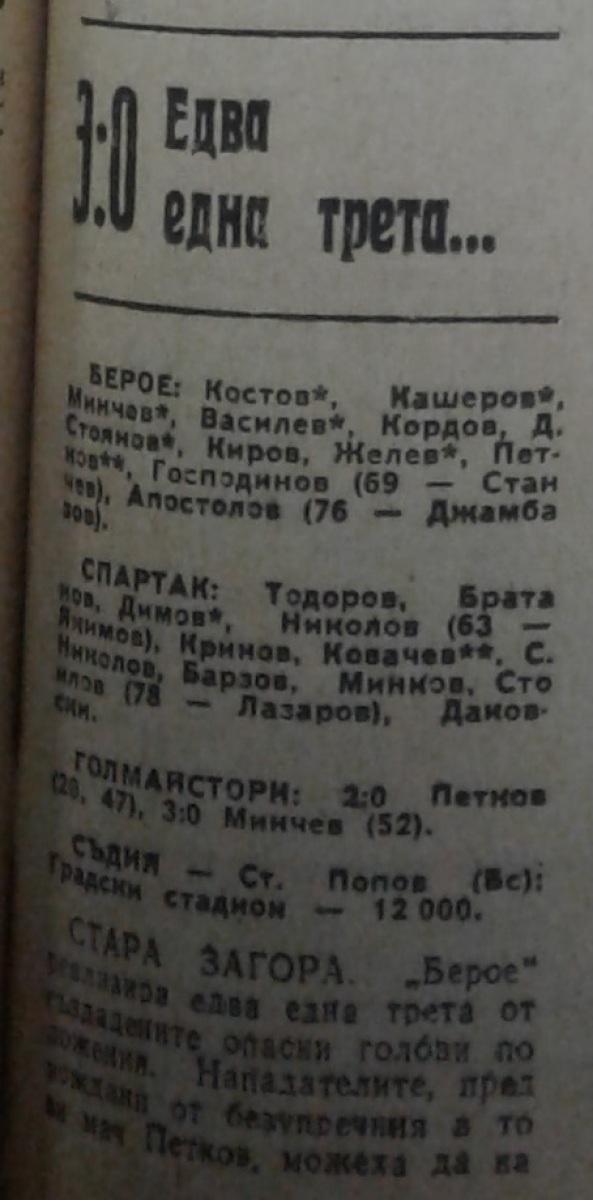 3:0 Едва
една трета...
БЕРОЕ: Костов*, Кашеров*,
Минчев*, Василев*, Кордов, Д.
Стоянов*, Киров, Желев*, Пет-
ков**, Господинов (69 — Стан
чев), Апостолов (76 — Джамба
зов).
СПАРТАК: Тодоров, Брата
нов, Димов*, Николов (63 —
Якимов), Кринов, Ковачев**, С.
Николов, Барзов, Минков, Сто
илов (78 — Лазаров), Даков-
ски.
ГОЛМАЙСТОРИ: 2:0 Петков
(28, 47), 3:0 Минчев (52).
СЪДИЯ — Ст. Попов (Вс):
Градски стадион — 12 000.
СТАРА ЗАГОРА. „Берое“
реализира едва една трета от
създадените опасни голови по
ложения. Нападателите, пред
вождани от безупречния в то
зи мач Петков, можеха да на